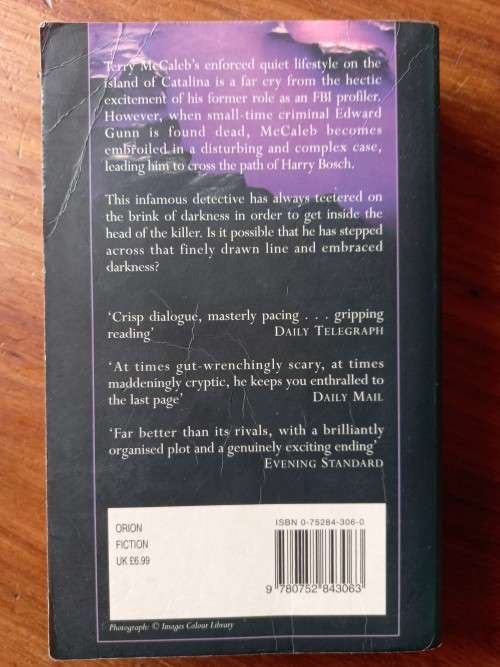 Terry McCaleb's enforced quiet lifestyle on the
island of Catalina is a far cry from the hectic
excitement of his former role as an FBI profiler.
However, when small-time criminal Edward
Gunn is found dead, McCaleb becomes
embroiled in a disturbing and complex case,
leading him to cross the path of Harry Bosch.
This infamous detective has always teetered on
the brink of darkness in order to get inside the
head of the killer. Is it possible that he has stepped
across that finely drawn line and embraced
darkness?
'Crisp dialogue, masterly pacing . . . gripping
reading' DAILY TELEGRAPH
'At times gut-wrenchingly scary, at times
maddeningly cryptic, he keeps you enthralled to
the last page' DAILY MAIL
'Far better than its rivals, with a brilliantly
organised plot and a genuinely exciting ending'
EVENING STANDARD
ORION
FICTION
UK £6.99
ISBN 0-75284-306-0
9 780752 843063
Photograph: © Images Colour Library